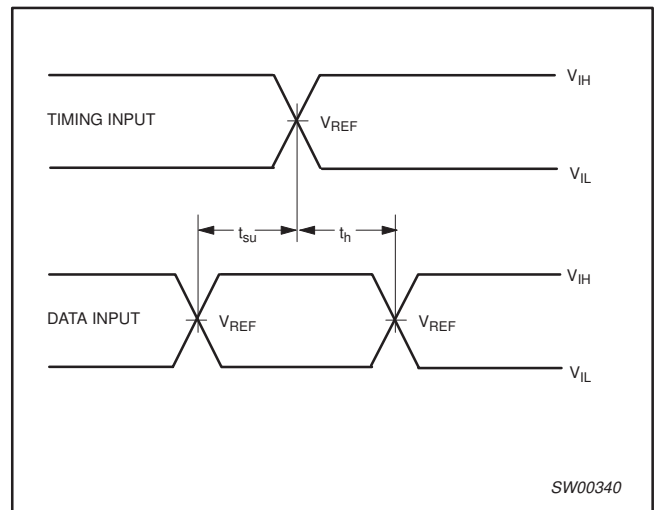 V_IH
TIMING INPUT
V_REF
V_IL
t_su
t_h
V_IH
DATA INPUT
V_REF
V_REF
V_IL
SW00340